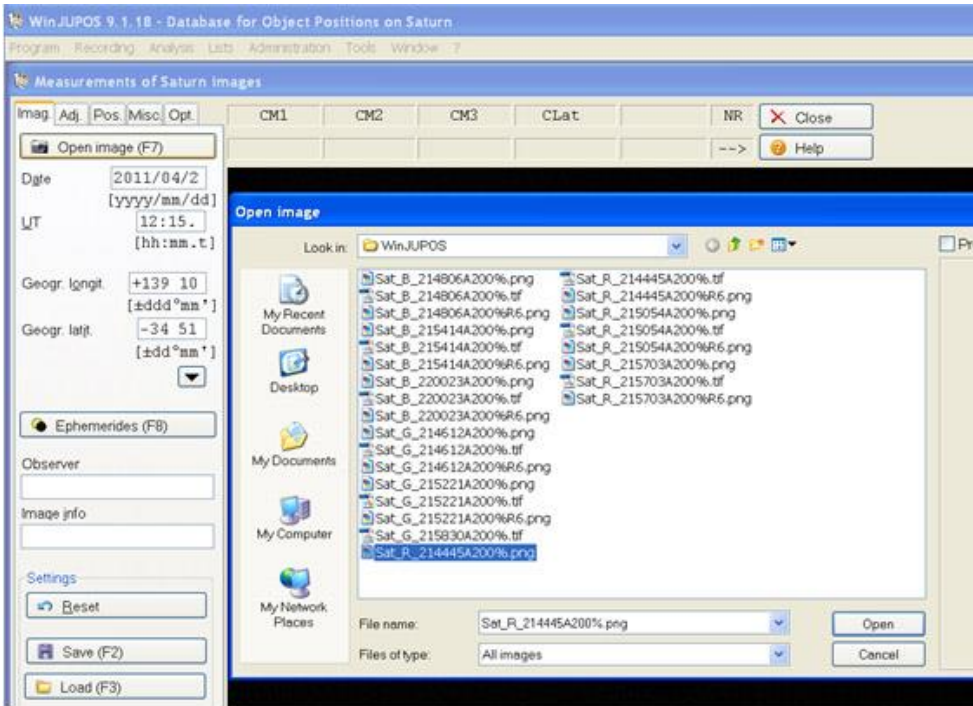 WinJUPOS 9.1.18 - Database for Object Positions on Saturn
Program Recording Analysis Lists Administration Tools Window ?
Measurements of Saturn images
Imag. Adj. Pos. Misc. Opt.
CM1 CM2 CM3 CLat NR Close
Open image (F7)
--> Help
Date 2011/04/2
[yyyy/mm/dd]
UT 12:15.
[hh:mm.t]
Geogr. longit. +139 10
[±ddd°mm']
Geogr. latit. -34 51
[±dd°mm']
Ephemerides (F8)
Observer
Image info
Settings
Reset
Save (F2)
Load (F3)
Open image
Look in: WinJUPOS
Pr
My Recent
Documents
Desktop
My Documents
My Computer
My Network
Places
Sat_B_214806A200%.png
Sat_B_214806A200%.tif
Sat_B_214806A200%R6.png
Sat_B_215414A200%.png
Sat_B_215414A200%.tif
Sat_B_215414A200%R6.png
Sat_B_220023A200%.png
Sat_B_220023A200%.tif
Sat_B_220023A200%R6.png
Sat_G_214612A200%.png
Sat_G_214612A200%.tif
Sat_G_214612A200%R6.png
Sat_G_215221A200%.png
Sat_G_215221A200%.tif
Sat_G_215221A200%R6.png
Sat_G_215830A200%.tif
Sat_R_214445A200%.png
Sat_R_214445A200%.tif
Sat_R_214445A200%R6.png
Sat_R_215054A200%.png
Sat_R_215054A200%.tif
Sat_R_215054A200%R6.png
Sat_R_215703A200%.png
Sat_R_215703A200%.tif
Sat_R_215703A200%R6.png
File name: Sat_R_214445A200%.png Open
Files of type: All images Cancel